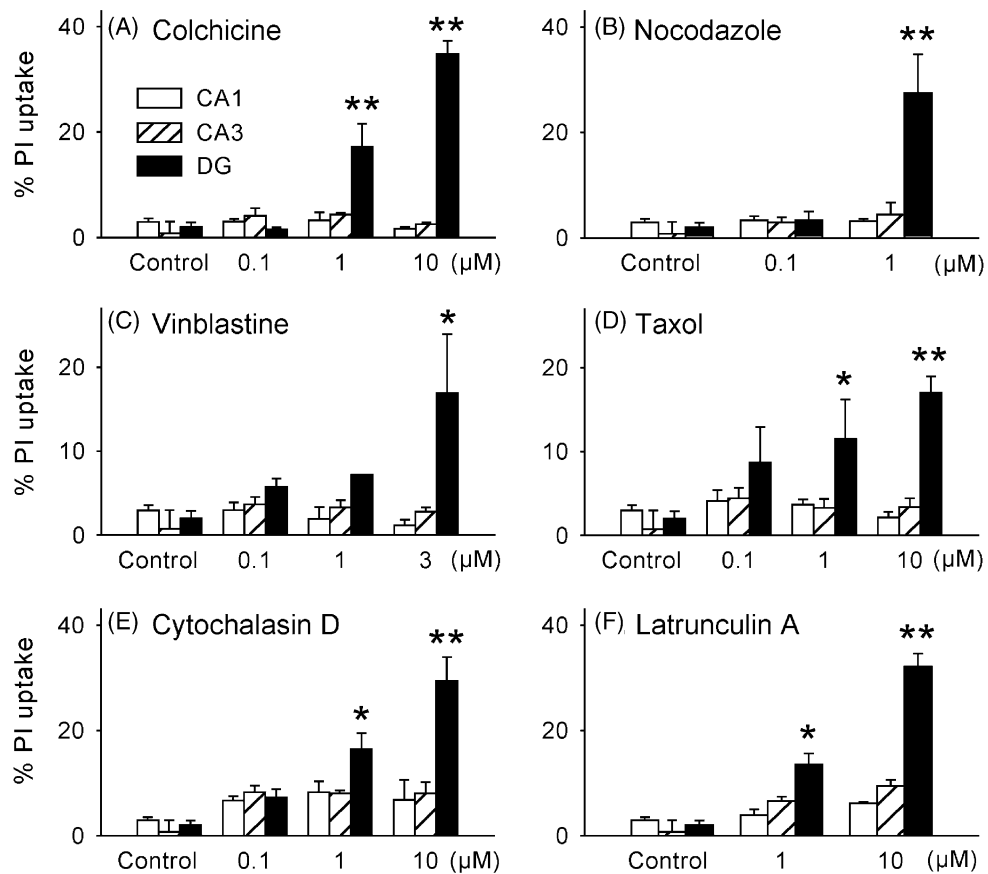 (A) Colchicine
**
**
40
20
0
% PI uptake
CA1
CA3
DG
Control 0.1 1 10 (µM)
(B) Nocodazole
**
40
20
0
Control 0.1 1 (µM)
(C) Vinblastine
*
20
10
0
% PI uptake
Control 0.1 1 3 (µM)
(D) Taxol
*
**
20
10
0
Control 0.1 1 10 (µM)
(E) Cytochalasin D
*
**
40
20
0
% PI uptake
Control 0.1 1 10 (µM)
(F) Latrunculin A
*
**
40
20
0
Control 1 10 (µM)